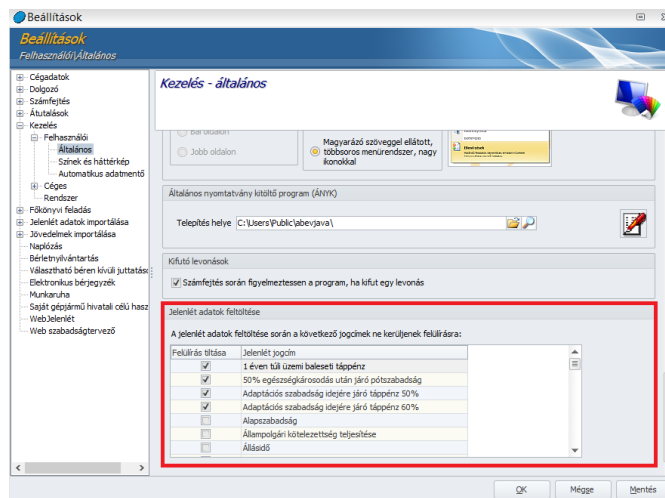 Beállítások
Beállítások
Felhasználói\Általános
Cégadatok
Dolgozó
Számfejtés
Átutalások
Kezelés
Felhasználói
Általános
Színek és háttérkép
Automatikus adatmentő
Céges
Rendszer
Főkönyvi feladás
Jelenlét adatok importálása
Jövedelmek importálása
Naplózás
Bérletnyilvántartás
Választható béren kívüli juttatáso
Elektronikus bérjegyzék
Munkaruha
Saját gépjármű hivatali célú hasz
WebJelenlét
Web szabadságtervező
Kezelés - általános
Bal oldalon
Jobb oldalon
Magyarázó szöveggel ellátott,
többsoros menürendszer, nagy
ikonokkal
Általános nyomtatvány kitöltő program (ÁNYK)
Telepítés helye C:\Users\Public\abevjava\
Kifutó levonások
Számfejtés során figyelmeztessen a program, ha kifut egy levonás
Jelenlét adatok feltöltése
A jelenlét adatok feltöltése során a következő jogcímek ne kerüljenek felülírásra:
Felülírás tiltása Jelenlét jogcím
1 éven túli üzemi baleseti táppénz
50% egészségkárosodás után járó pótszabadság
Adaptációs szabadság idejére járó táppénz 50%
Adaptációs szabadság idejére járó táppénz 60%
Alapszabadság
Állampolgári kötelezettség teljesítése
Állásidő
OK Mégse Mentés